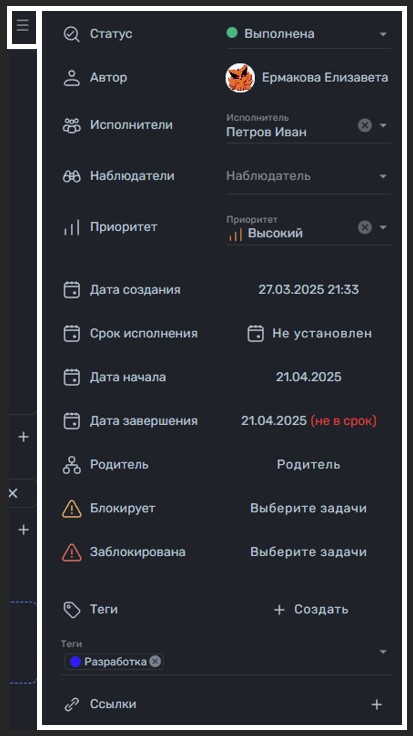 Статус Выполнена
Автор Ермакова Елизавета
Исполнители Исполнитель
Петров Иван
Наблюдатели Наблюдатель
Приоритет Приоритет
Высокий
Дата создания 27.03.2025 21:33
Срок исполнения Не установлен
Дата начала 21.04.2025
Дата завершения 21.04.2025 (не в срок)
Родитель Родитель
Блокирует Выберите задачи
Заблокирована Выберите задачи
Теги + Создать
Теги
Разработка
Ссылки +